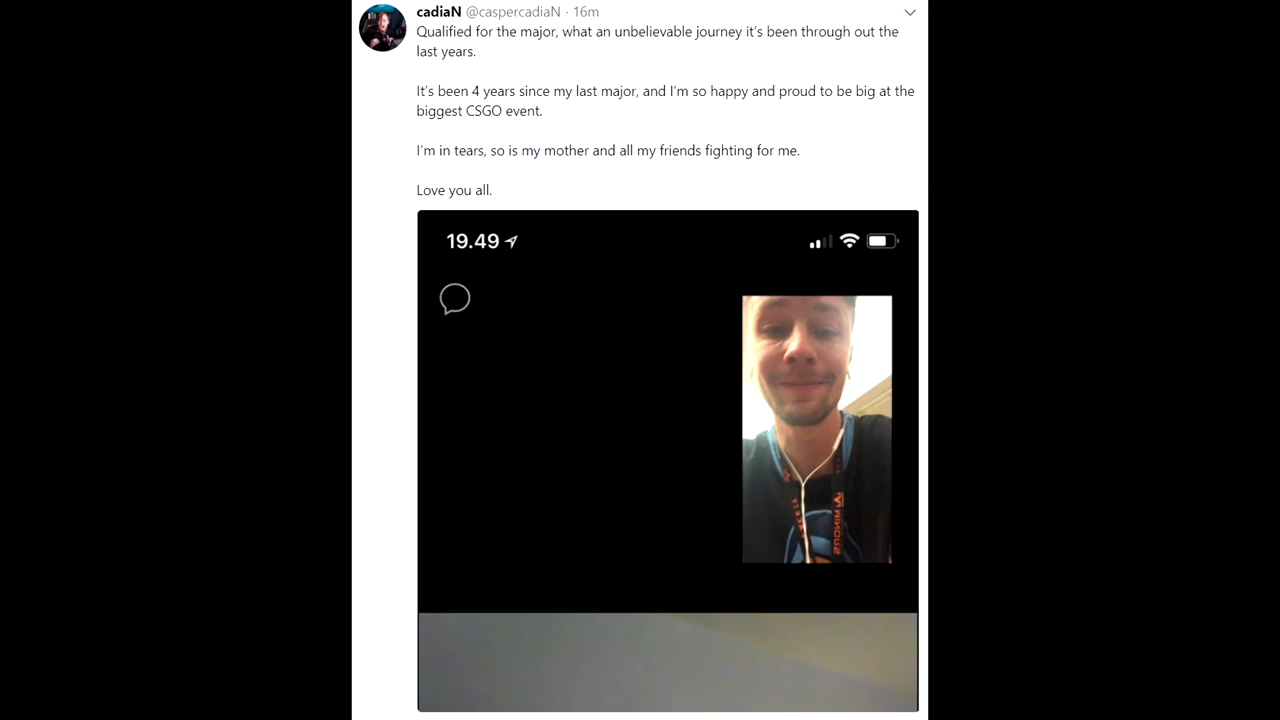 cadiaN @caspercadiaN · 16m
Qualified for the major, what an unbelievable journey it's been through out the
last years.
It's been 4 years since my last major, and I'm so happy and proud to be big at the
biggest CSGO event.
I'm in tears, so is my mother and all my friends fighting for me.
Love you all.
19.49